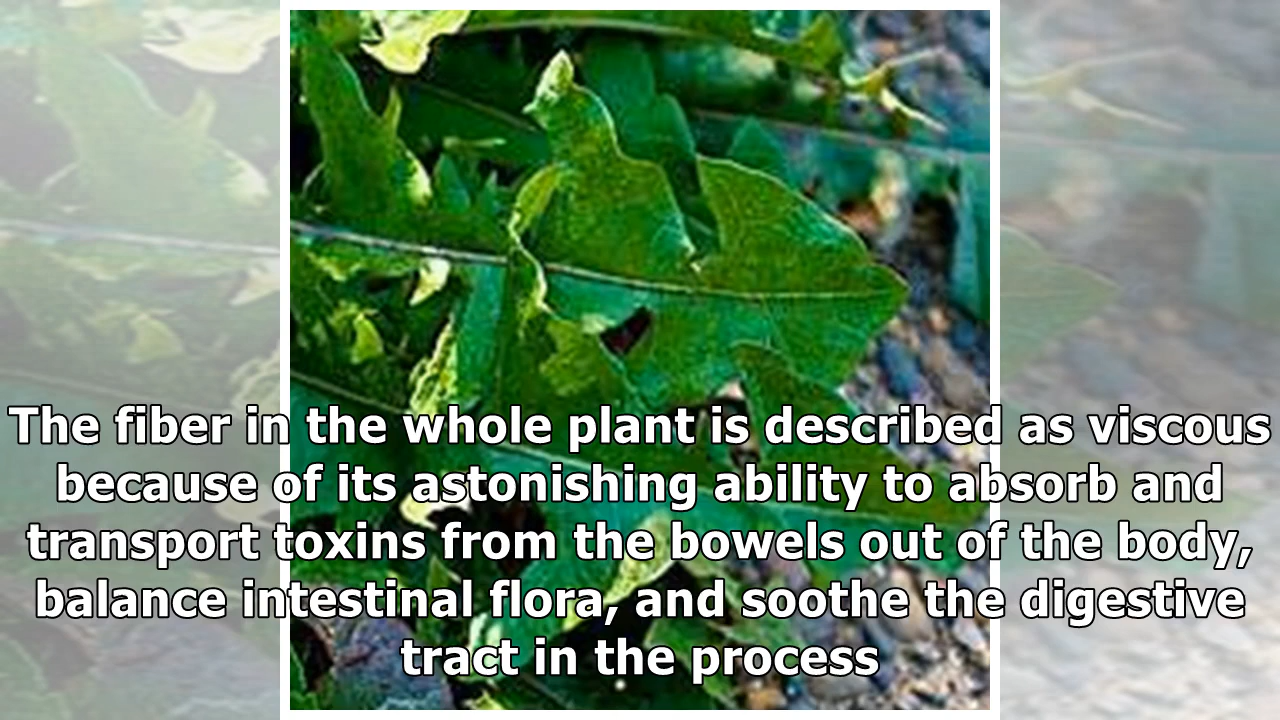 The fiber in the whole plant is described as viscous
because of its astonishing ability to absorb and
transport toxins from the bowels out of the body,
balance intestinal flora, and soothe the digestive
tract in the process